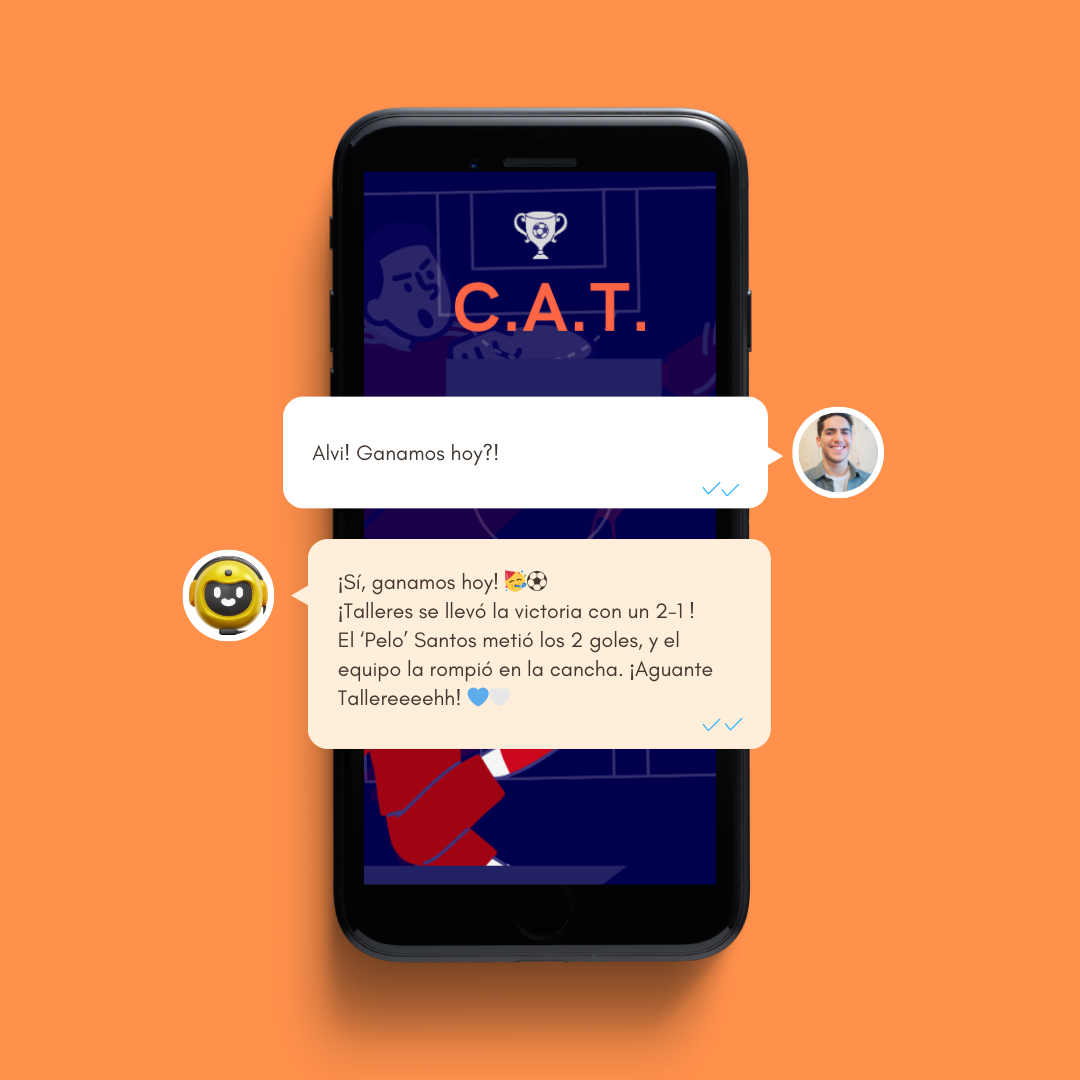 C.A.T.
Alvi! Ganamos hoy?!
¡Sí, ganamos hoy! 🥳⚽
¡Talleres se llevó la victoria con un 2-1 !
El ‘Pelo’ Santos metió los 2 goles, y el
equipo la rompió en la cancha. ¡Aguante
Tallereeeehh! 💙🤍